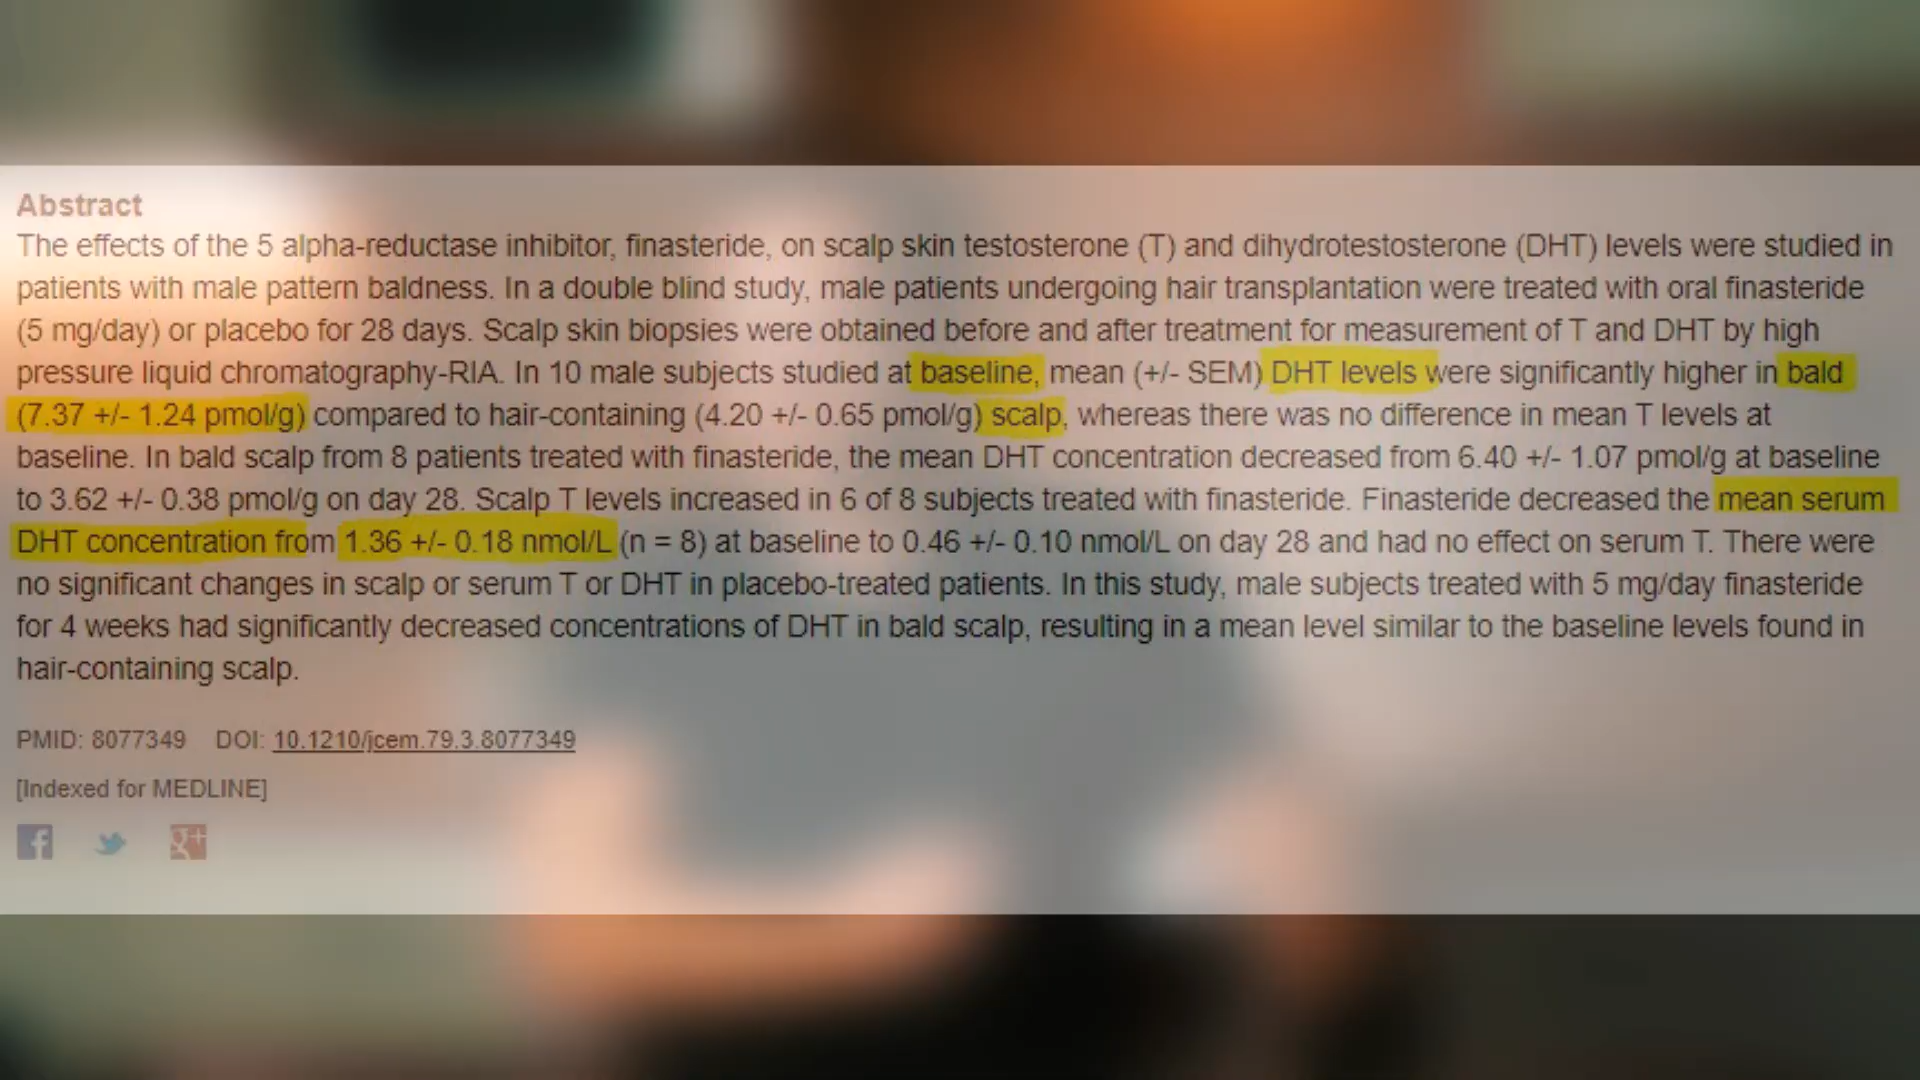 Abstract
The effects of the 5 alpha-reductase inhibitor, finasteride, on scalp skin testosterone (T) and dihydrotestosterone (DHT) levels were studied in
patients with male pattern baldness. In a double blind study, male patients undergoing hair transplantation were treated with oral finasteride
(5 mg/day) or placebo for 28 days. Scalp skin biopsies were obtained before and after treatment for measurement of T and DHT by high
pressure liquid chromatography-RIA. In 10 male subjects studied at baseline, mean (+/- SEM) DHT levels were significantly higher in bald
(7.37 +/- 1.24 pmol/g) compared to hair-containing (4.20 +/- 0.65 pmol/g) scalp, whereas there was no difference in mean T levels at
baseline. In bald scalp from 8 patients treated with finasteride, the mean DHT concentration decreased from 6.40 +/- 1.07 pmol/g at baseline
to 3.62 +/- 0.38 pmol/g on day 28. Scalp T levels increased in 6 of 8 subjects treated with finasteride. Finasteride decreased the mean serum
DHT concentration from 1.36 +/- 0.18 nmol/L (n = 8) at baseline to 0.46 +/- 0.10 nmol/L on day 28 and had no effect on serum T. There were
no significant changes in scalp or serum T or DHT in placebo-treated patients. In this study, male subjects treated with 5 mg/day finasteride
for 4 weeks had significantly decreased concentrations of DHT in bald scalp, resulting in a mean level similar to the baseline levels found in
hair-containing scalp.
PMID: 8077349 DOI: 10.1210/jcem.79.3.8077349
[Indexed for MEDLINE]
f g+